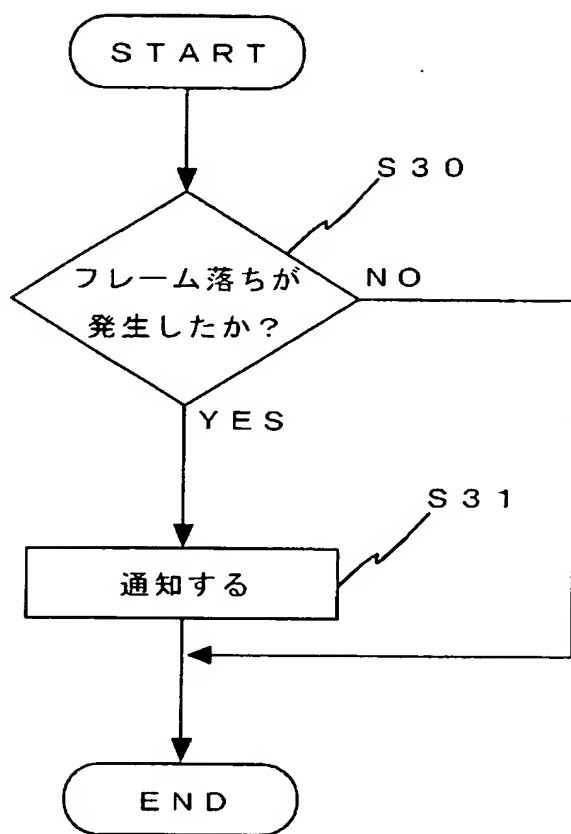 START
S30
フレーム落ちが
発生したか?
NO
YES
S31
通知する
END